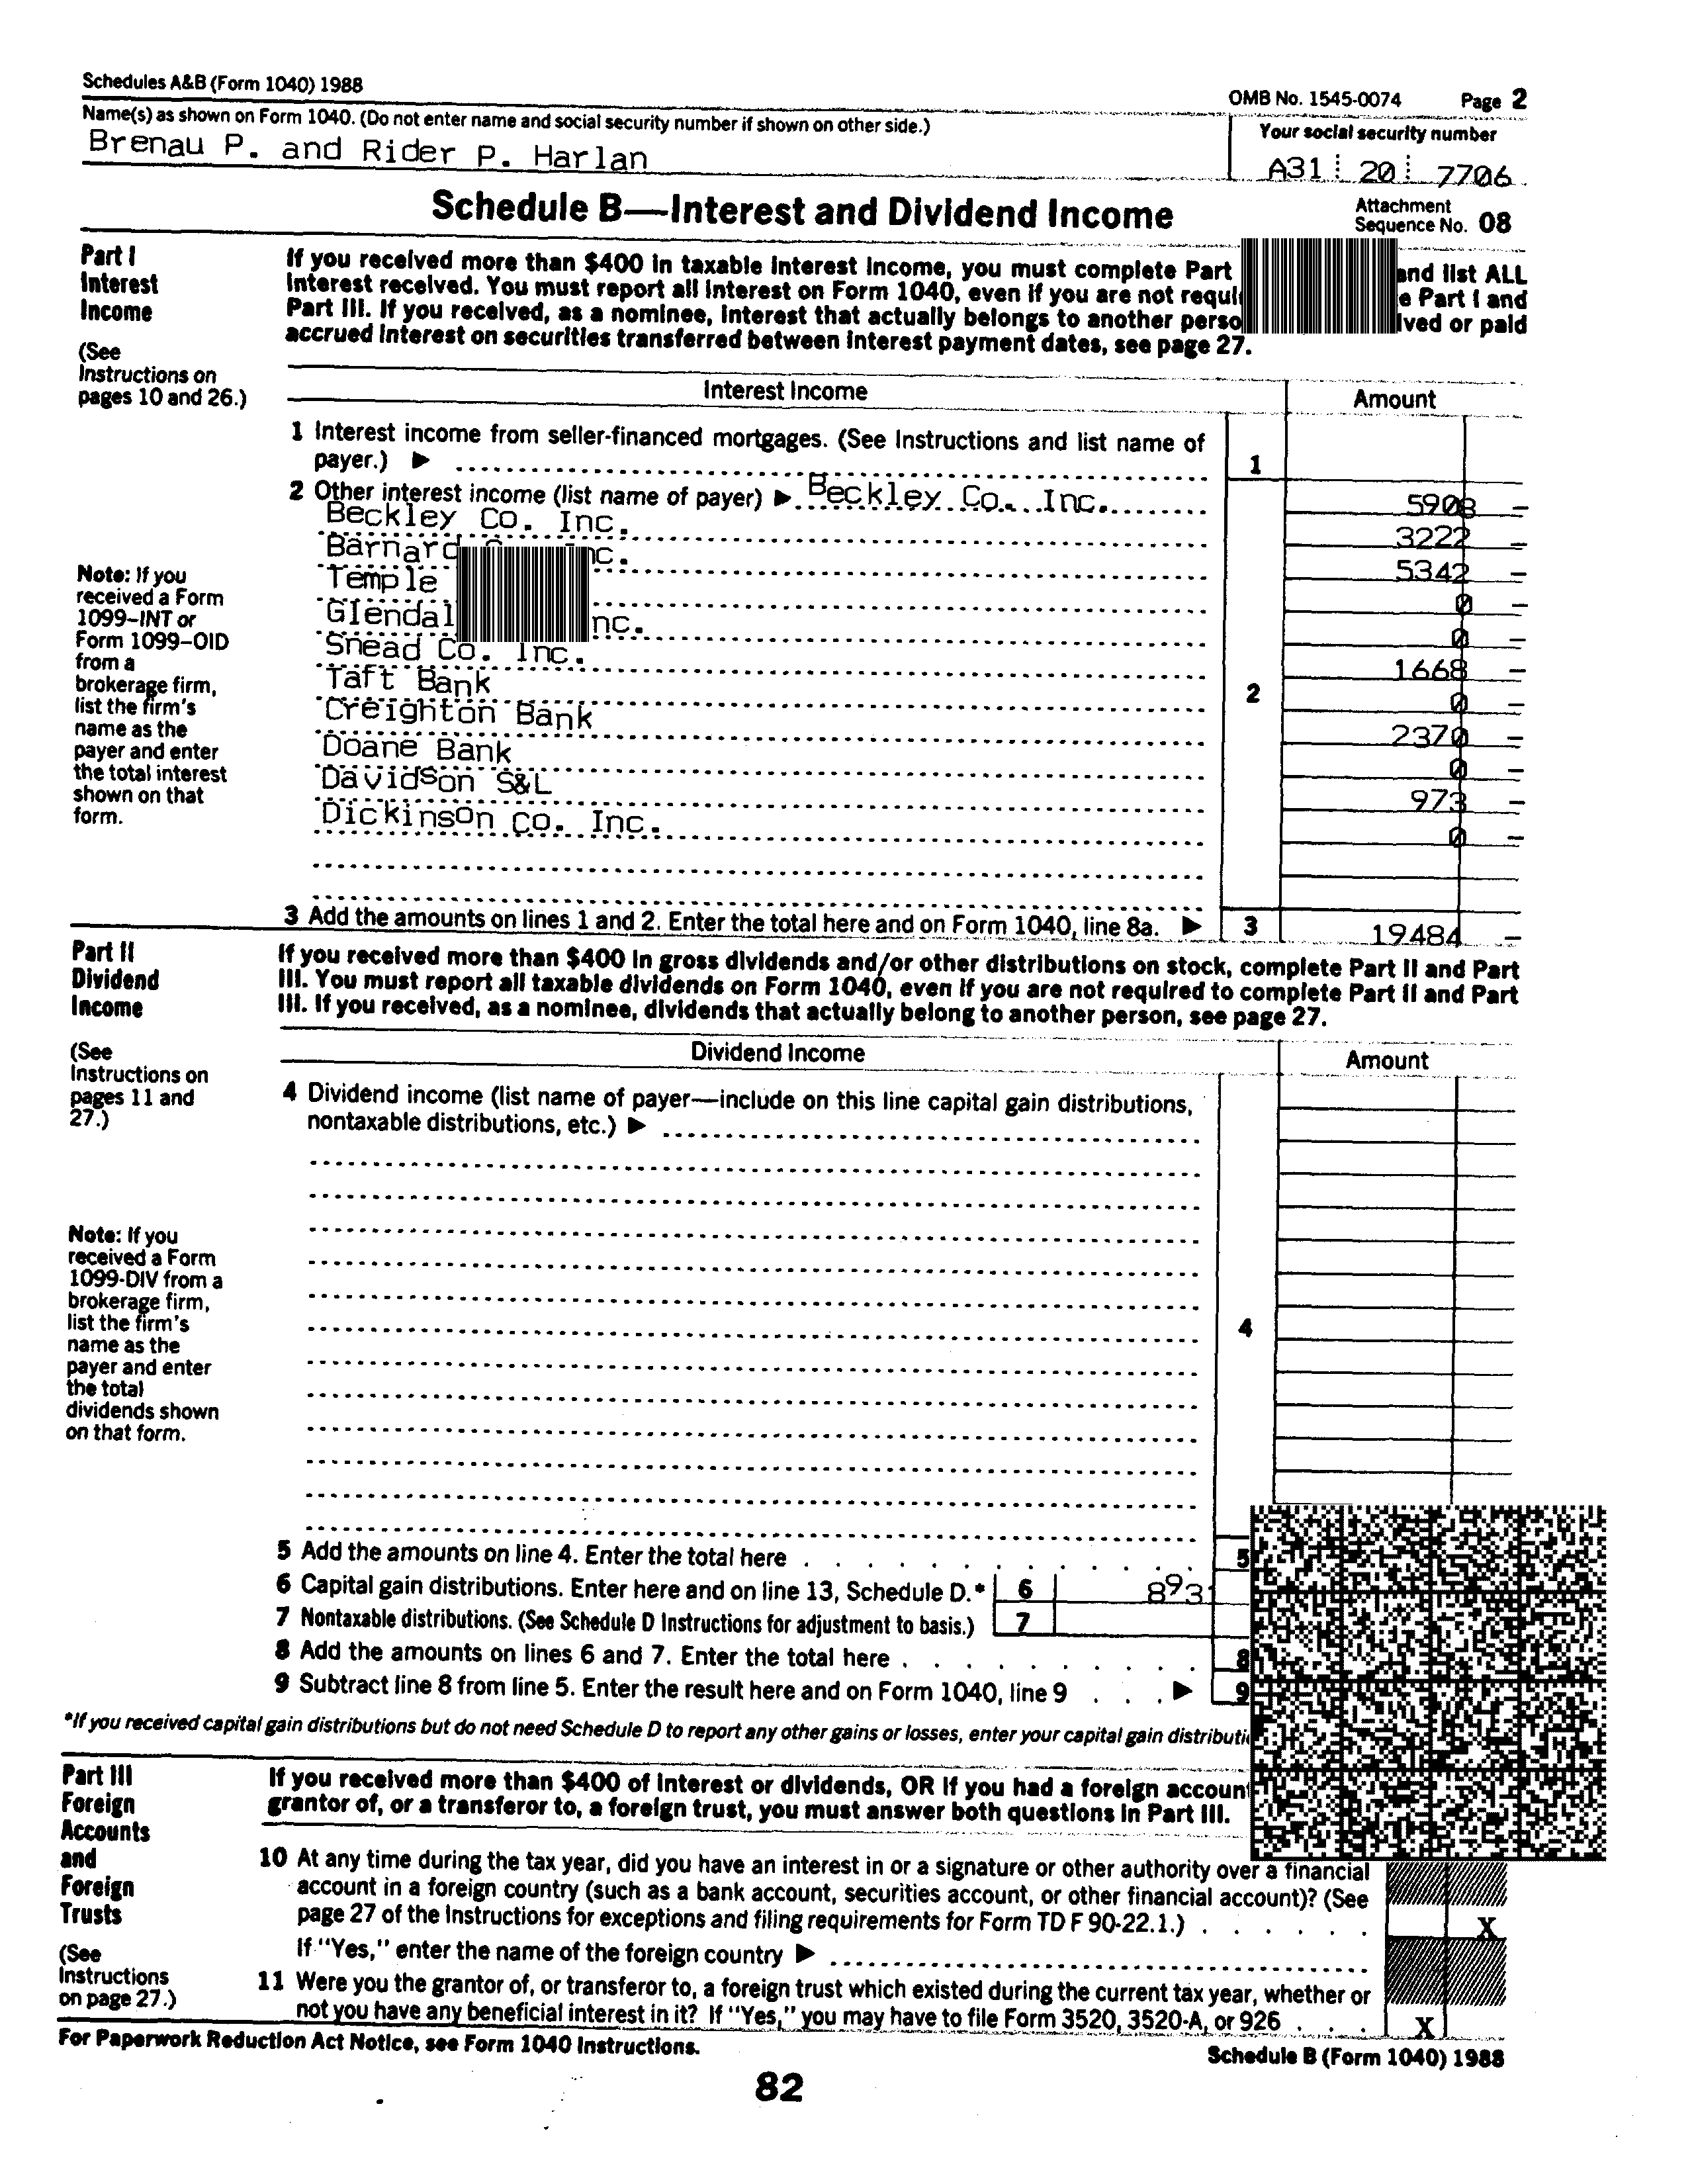 Schedules A&B (Form 1040) 1988
OMB No. 1545-0074 Page 2
Name(s) as shown on Form 1040. (Do not enter name and social security number if shown on other side.)
Your social security number
Brenau P. and Rider P. Harlan
A31 20 7706
Schedule B—Interest and Dividend Income
Attachment
Sequence No. 08
Part I
Interest
Income
(See
Instructions on
pages 10 and 26.)
If you received more than $400 in taxable interest income, you must complete Part and list ALL
interest received. You must report all interest on Form 1040, even if you are not e Part I and
Part III. If you received, as a nominee, interest that actually belongs to another or paid
accrued interest on securities transferred between interest payment dates, see page 27.
Interest Income
Amount
1 Interest income from seller-financed mortgages. (See Instructions and list name of
payer.) ▶
1
2 Other interest income (list name of payer) ▶ Beckley Co. Inc. 5908 –
Beckley Co. Inc. 3222 –
Barnard 5342 –
Temple 0 –
0 –
Snead Co. Inc. 1668 –
Taft Bank 0 –
Creighton Bank 2370 –
Doane Bank 0 –
Davidson S&L 973 –
Dickinson co. Inc. 0 –
2
Note: If you
received a Form
1099–INT or
Form 1099–OID
from a
brokerage firm,
list the firm's
name as the
payer and enter
the total interest
shown on that
form.
3 Add the amounts on lines 1 and 2. Enter the total here and on Form 1040, line 8a. ▶ 3 19484 –
Part II
Dividend
Income
(See
Instructions on
pages 11 and
27.)
If you received more than $400 in gross dividends and/or other distributions on stock, complete Part II and Part
III. You must report all taxable dividends on Form 1040, even if you are not required to complete Part II and Part
III. If you received, as a nominee, dividends that actually belong to another person, see page 27.
Dividend Income
Amount
4 Dividend income (list name of payer—include on this line capital gain distributions,
nontaxable distributions, etc.) ▶
4
Note: If you
received a Form
1099-DIV from a
brokerage firm,
list the firm's
name as the
payer and enter
the total
dividends shown
on that form.
5 Add the amounts on line 4. Enter the total here 5
6 Capital gain distributions. Enter here and on line 13, Schedule D.* 6
7 Nontaxable distributions. (See Schedule D Instructions for adjustment to basis.) 7
8 Add the amounts on lines 6 and 7. Enter the total here 8
9 Subtract line 8 from line 5. Enter the result here and on Form 1040, line 9 ▶ 9
*If you received capital gain distributions but do not need Schedule D to report any other gains or losses, enter your capital gain
Part III
Foreign
Accounts
and
Foreign
Trusts
(See
Instructions
on page 27.)
If you received more than $400 of interest or dividends, OR if you had a foreign account
grantor of, or a transferor to, a foreign trust, you must answer both questions in Part III.
10 At any time during the tax year, did you have an interest in or a signature or other authority over a financial
account in a foreign country (such as a bank account, securities account, or other financial account)? (See
page 27 of the Instructions for exceptions and filing requirements for Form TD F 90-22.1.) X
If "Yes," enter the name of the foreign country ▶
11 Were you the grantor of, or transferor to, a foreign trust which existed during the current tax year, whether or
not you have any beneficial interest in it? If "Yes," you may have to file Form 3520, 3520-A, or 926 X
For Paperwork Reduction Act Notice, see Form 1040 Instructions.
Schedule B (Form 1040) 1988
82